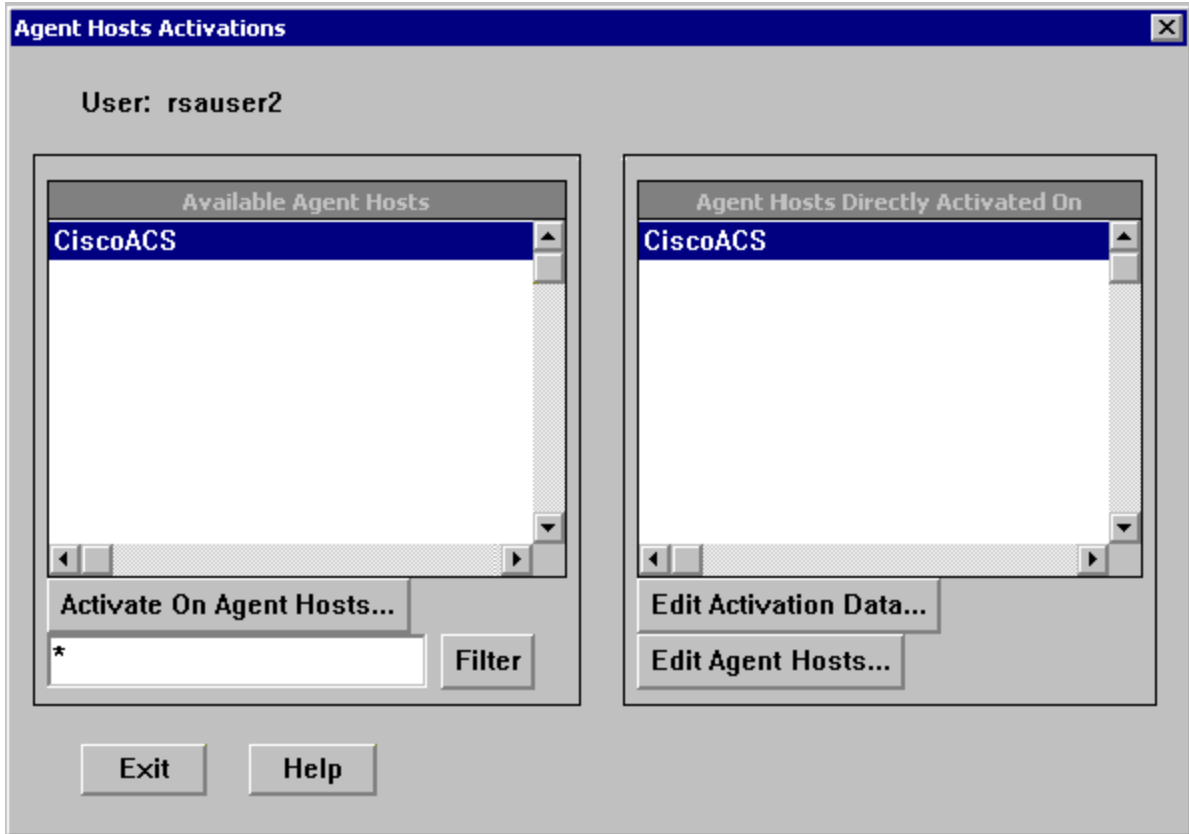 Agent Hosts Activations
User: rsauser2
Available Agent Hosts
CiscoACS
Activate On Agent Hosts...
*
Filter
Agent Hosts Directly Activated On
CiscoACS
Edit Activation Data...
Edit Agent Hosts...
Exit
Help